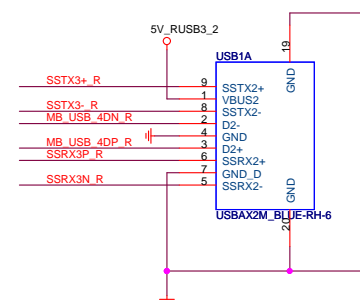 5V_RUSB3_2
USB1A
19
GND
SSTX3+_R
9
SSTX2+
1
VBUS2
SSTX3-_R
8
SSTX2-
MB_USB_4DN_R
2
D2-
4
GND
MB_USB_4DP_R
3
D2+
SSRX3P_R
6
SSRX2+
7
GND_D
SSRX3N_R
5
SSRX2-
GND
USBAX2M_BLUE-RH-6
20